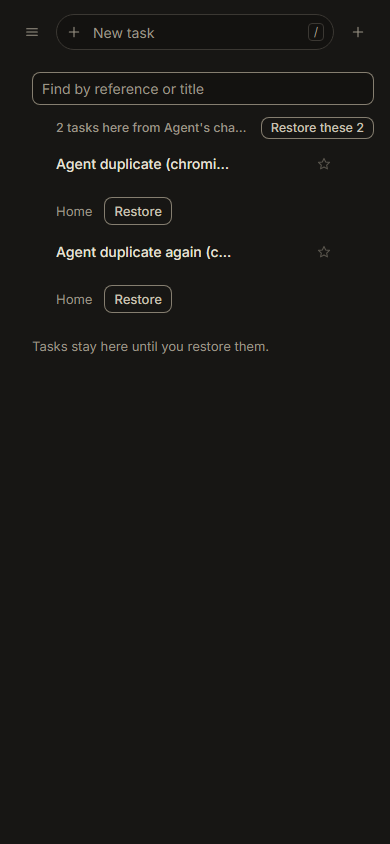 New task
/
Find by reference or title
2 tasks here from Agent's cha...
Restore these 2
Agent duplicate (chromi...
Home
Restore
Agent duplicate again (c...
Home
Restore
Tasks stay here until you restore them.